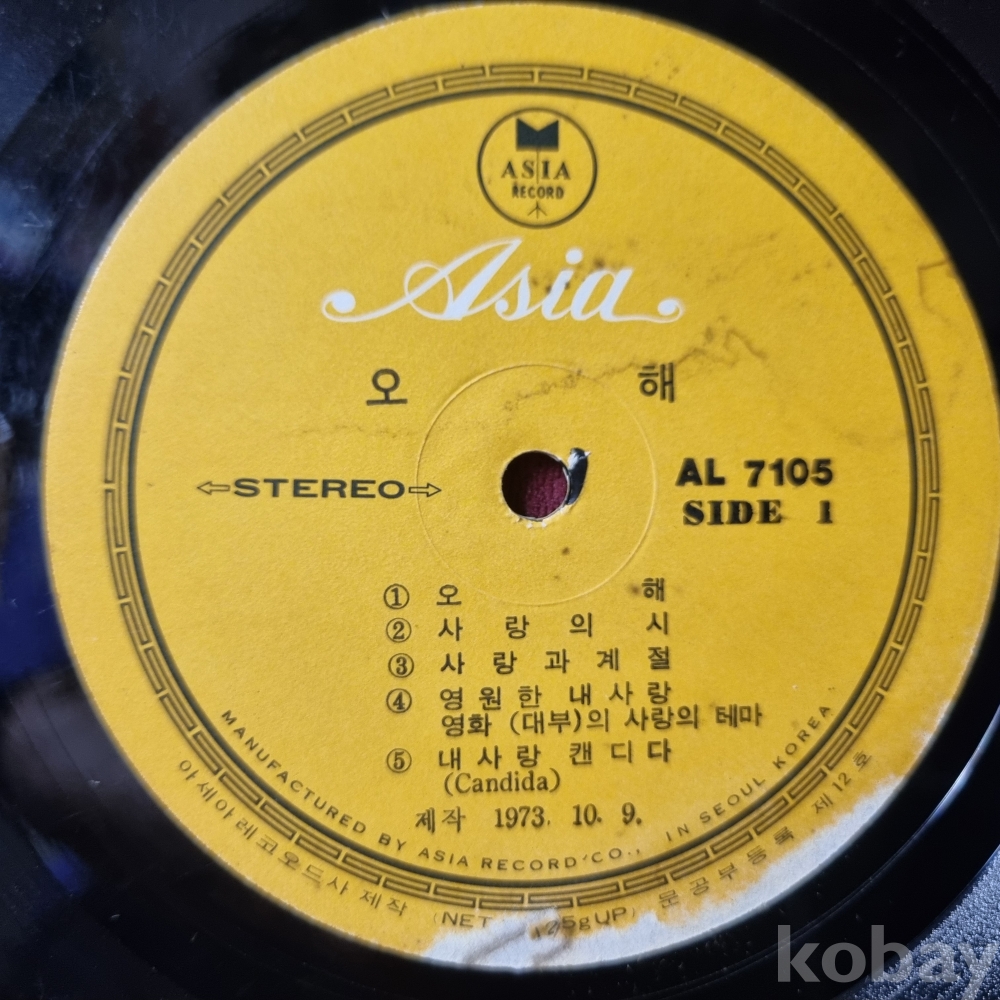 ASIA
RECORD
Asia
오 해
STEREO
AL 7105
SIDE 1
① 오 해
② 사 랑 의 시
③ 사 랑 과 계 절
④ 영 원 한 내 사 랑
영화 (대부)의 사랑의 테마
⑤ 내 사 랑 캔 디 다
(Candida)
제작 1973. 10. 9.
MANUFACTURED BY ASIA RECORD CO., IN SEOUL KOREA
아세아레코오드사 제작 (NET 125g UP) 문공부등록 제12호
kobay